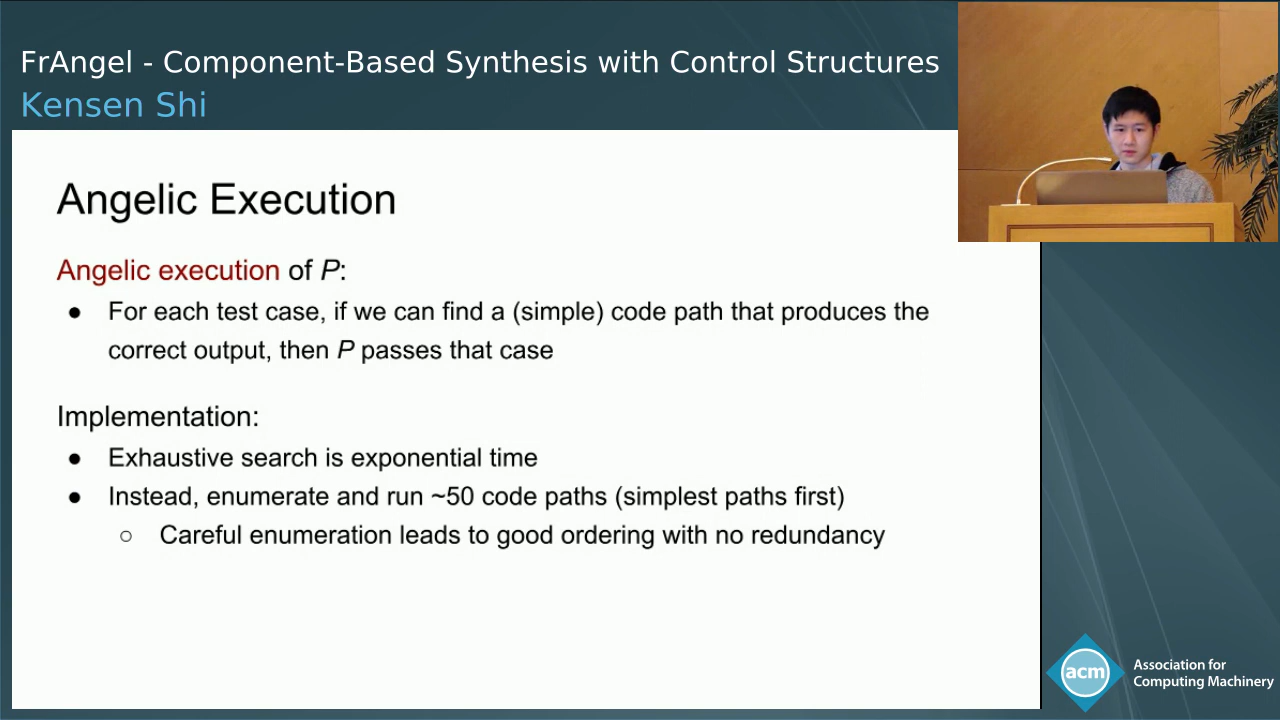 FrAngel - Component-Based Synthesis with Control Structures
Kensen Shi
Angelic Execution
Angelic execution of P:
● For each test case, if we can find a (simple) code path that produces the
correct output, then P passes that case
Implementation:
● Exhaustive search is exponential time
● Instead, enumerate and run ~50 code paths (simplest paths first)
○ Careful enumeration leads to good ordering with no redundancy
acm
Association for
Computing Machinery